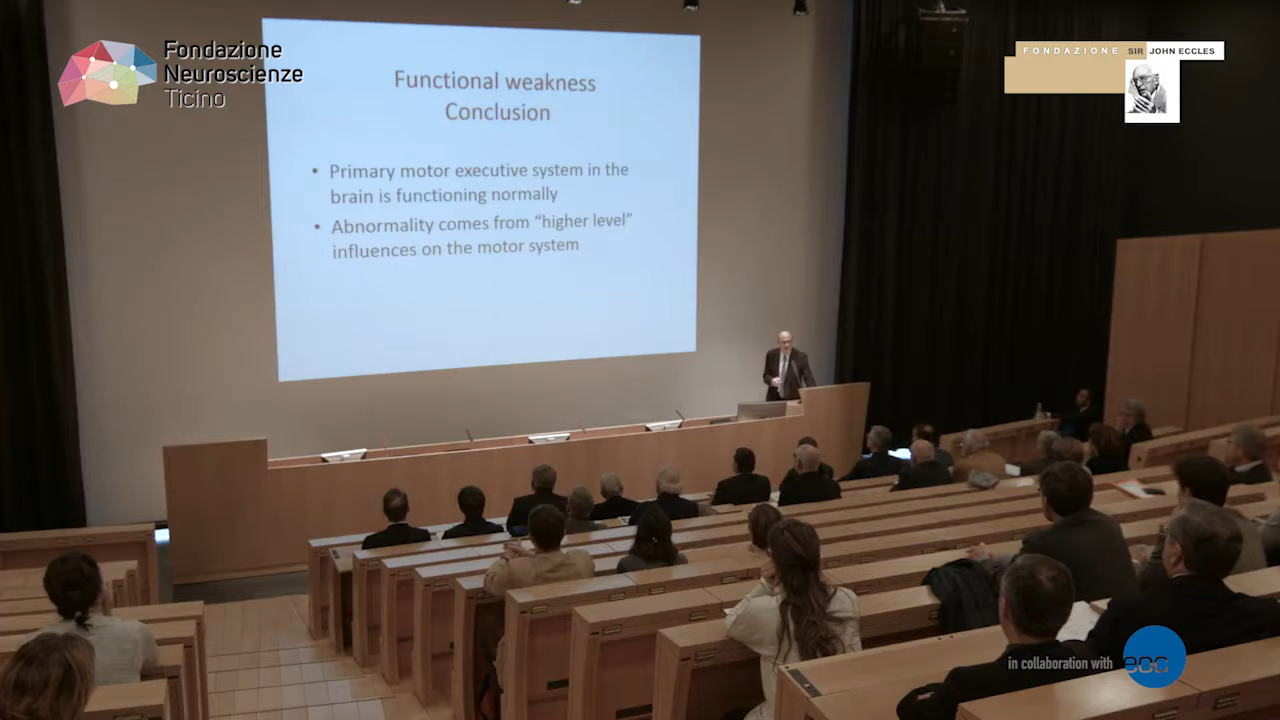 Fondazione
Neuroscienze
Ticino
FONDAZIONE SIR JOHN ECCLES
Functional weakness
Conclusion
• Primary motor executive system in the
brain is functioning normally
• Abnormality comes from “higher level”
influences on the motor system
in collaboration with
eoc